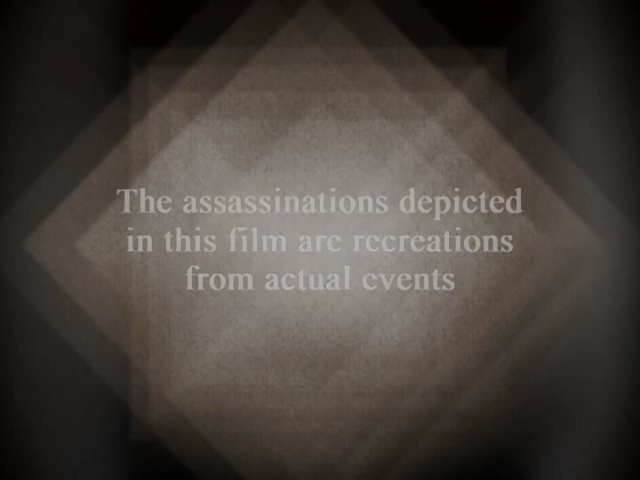 The assassinations depicted
in this film are recreations
from actual events